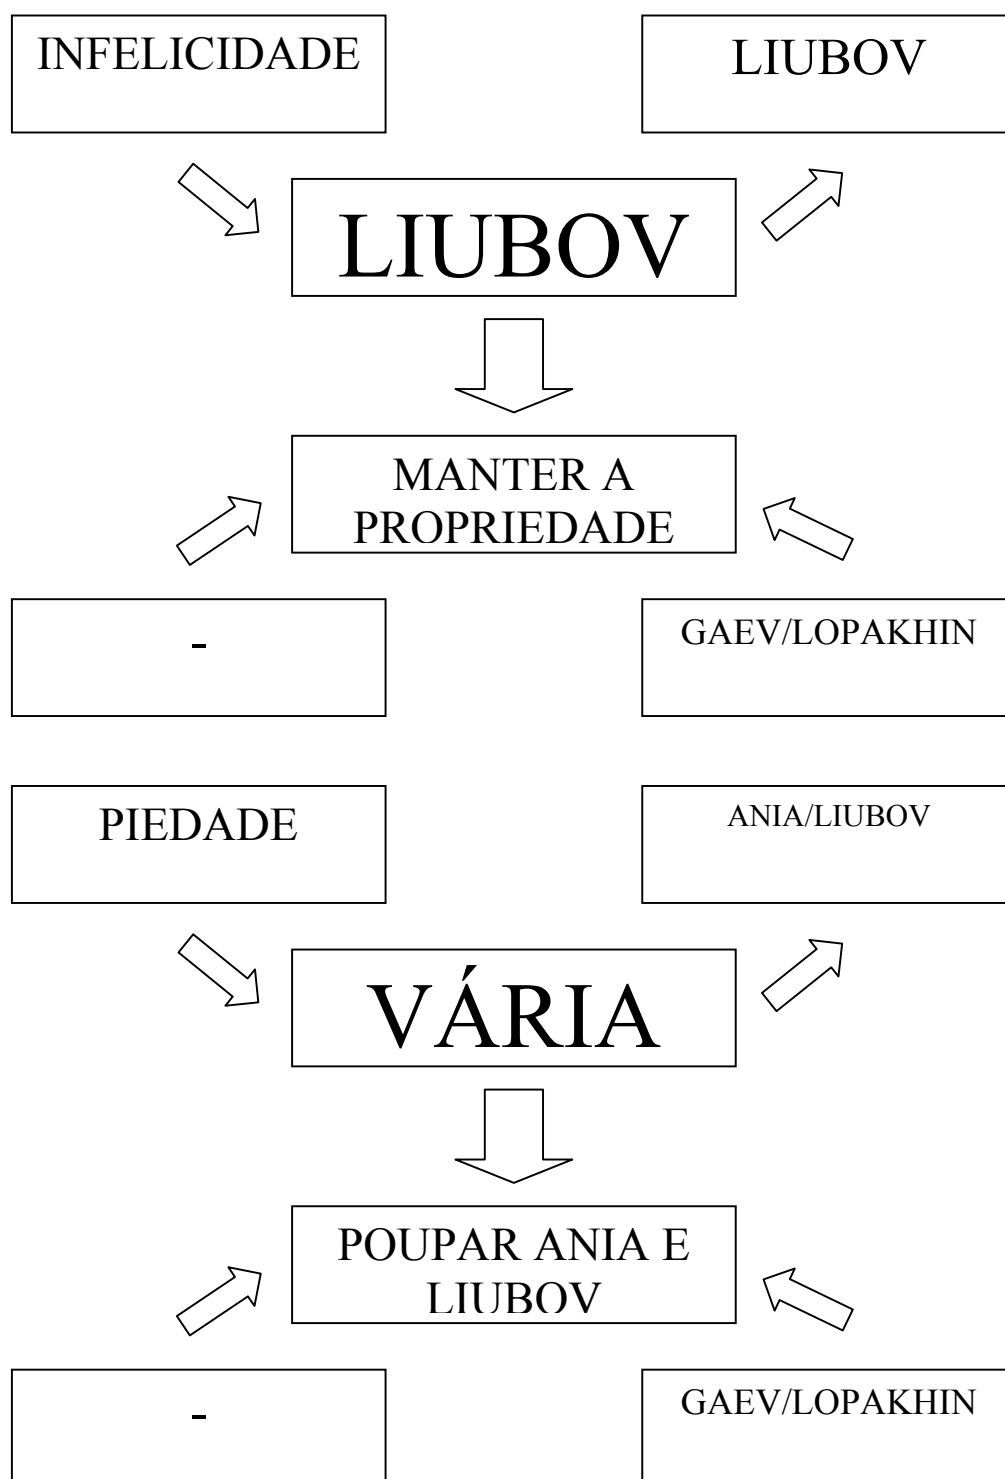 INFELICIDADE
LIUBOV
LIUBOV
MANTER A
PROPRIEDADE
-
GAEV/LOPAKHIN
PIEDADE
ANIA/LIUBOV
VÁRIA
POUPAR ANIA E
LIUBOV
-
GAEV/LOPAKHIN